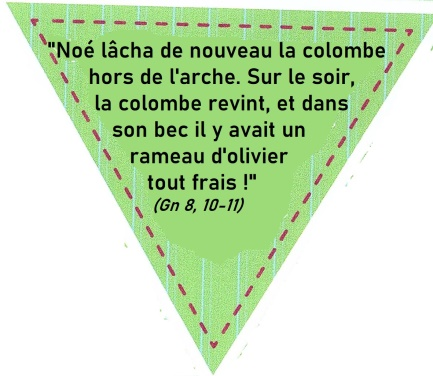 "Noé lâcha de nouveau la colombe
hors de l'arche. Sur le soir,
la colombe revint, et dans
son bec il y avait un
rameau d'olivier
tout frais !"
(Gn 8, 10-11)